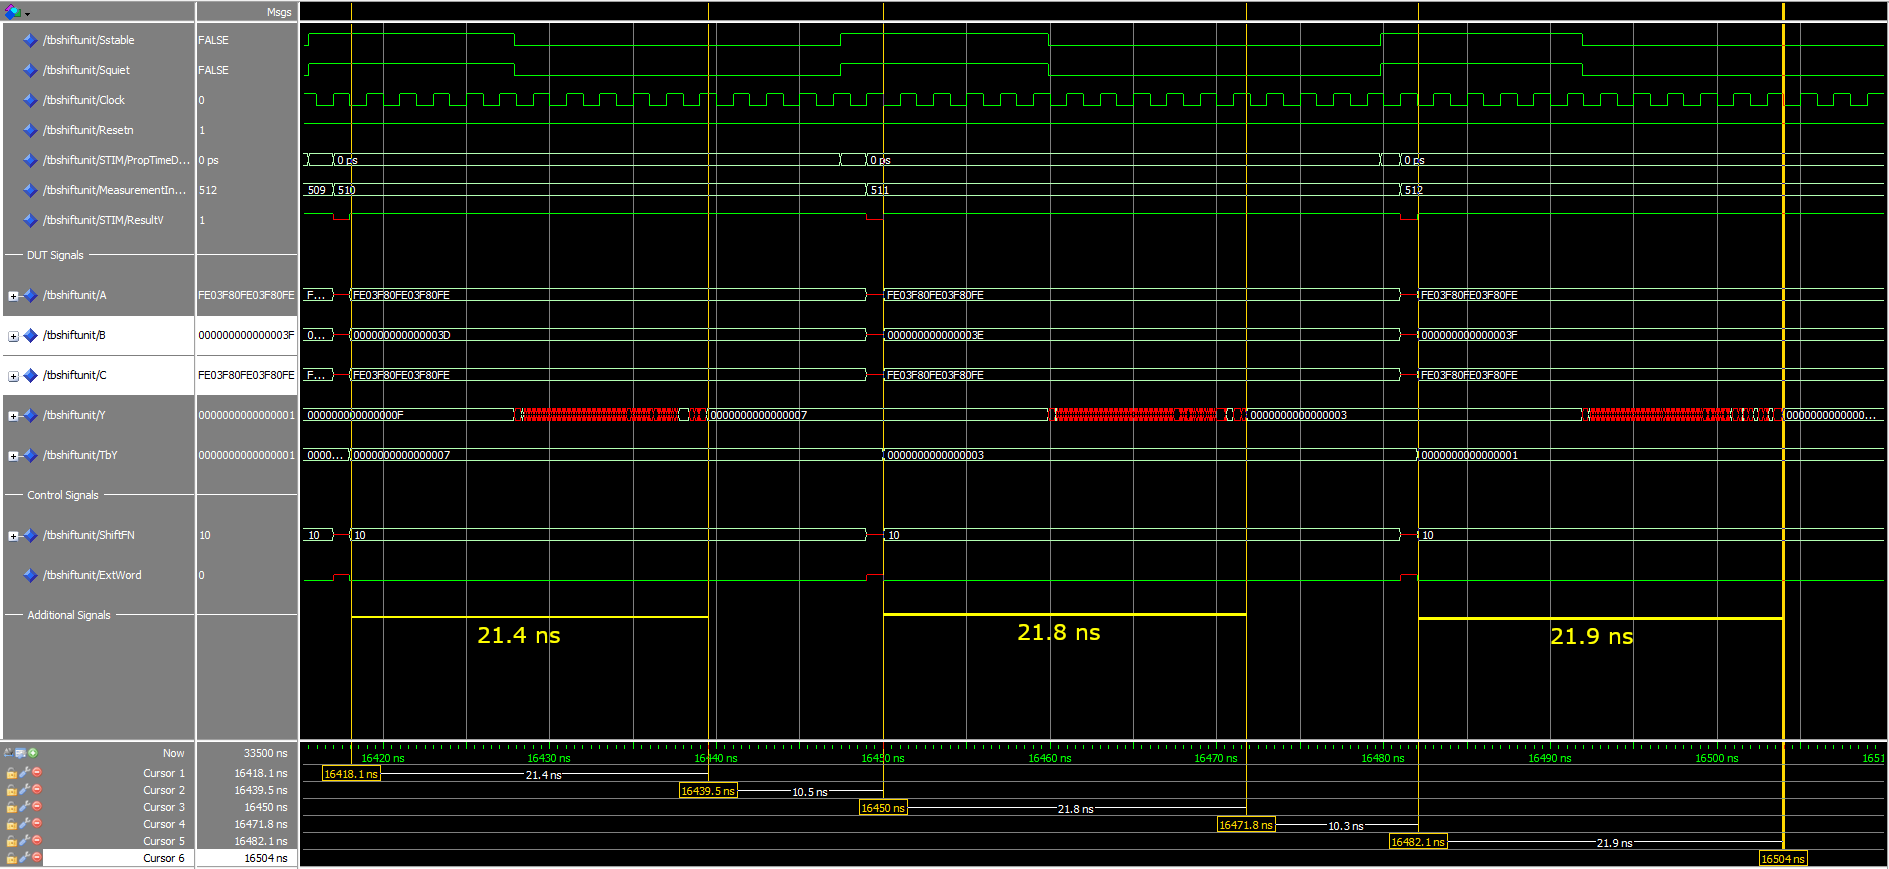 Msgs
/tbshiftunit/Sstable FALSE
/tbshiftunit/Squiet FALSE
/tbshiftunit/Clock 0
/tbshiftunit/Resetn 1
/tbshiftunit/STIM/PropTimeD... 0 ps 0 ps 0 ps 0 ps
/tbshiftunit/MeasurementIn... 512 509 510 511 512
/tbshiftunit/STIM/ResultV 1
DUT Signals
/tbshiftunit/A FE03F80FE03F80FE F... FE03F80FE03F80FE FE03F80FE03F80FE FE03F80FE03F80FE
/tbshiftunit/B 000000000000003F 0... 000000000000003D 000000000000003E 000000000000003F
/tbshiftunit/C FE03F80FE03F80FE F... FE03F80FE03F80FE FE03F80FE03F80FE FE03F80FE03F80FE
/tbshiftunit/Y 0000000000000001 000000000000000F 0000000000000007 0000000000000003 0000000000000...
/tbshiftunit/TbY 0000000000000001 0000... 0000000000000007 0000000000000003 0000000000000001
Control Signals
/tbshiftunit/ShiftFN 10 10 10 10 10
/tbshiftunit/ExtWord 0
Additional Signals
21.4 ns 21.8 ns 21.9 ns
Now 33500 ns 16420 ns 16430 ns 16440 ns 16450 ns 16460 ns 16470 ns 16480 ns 16490 ns 16500 ns 1651
Cursor 1 16418.1 ns 16418.1 ns 21.4 ns
Cursor 2 16439.5 ns 16439.5 ns 10.5 ns
Cursor 3 16450 ns 16450 ns 21.8 ns
Cursor 4 16471.8 ns 16471.8 ns 10.3 ns
Cursor 5 16482.1 ns 16482.1 ns 21.9 ns
Cursor 6 16504 ns 16504 ns